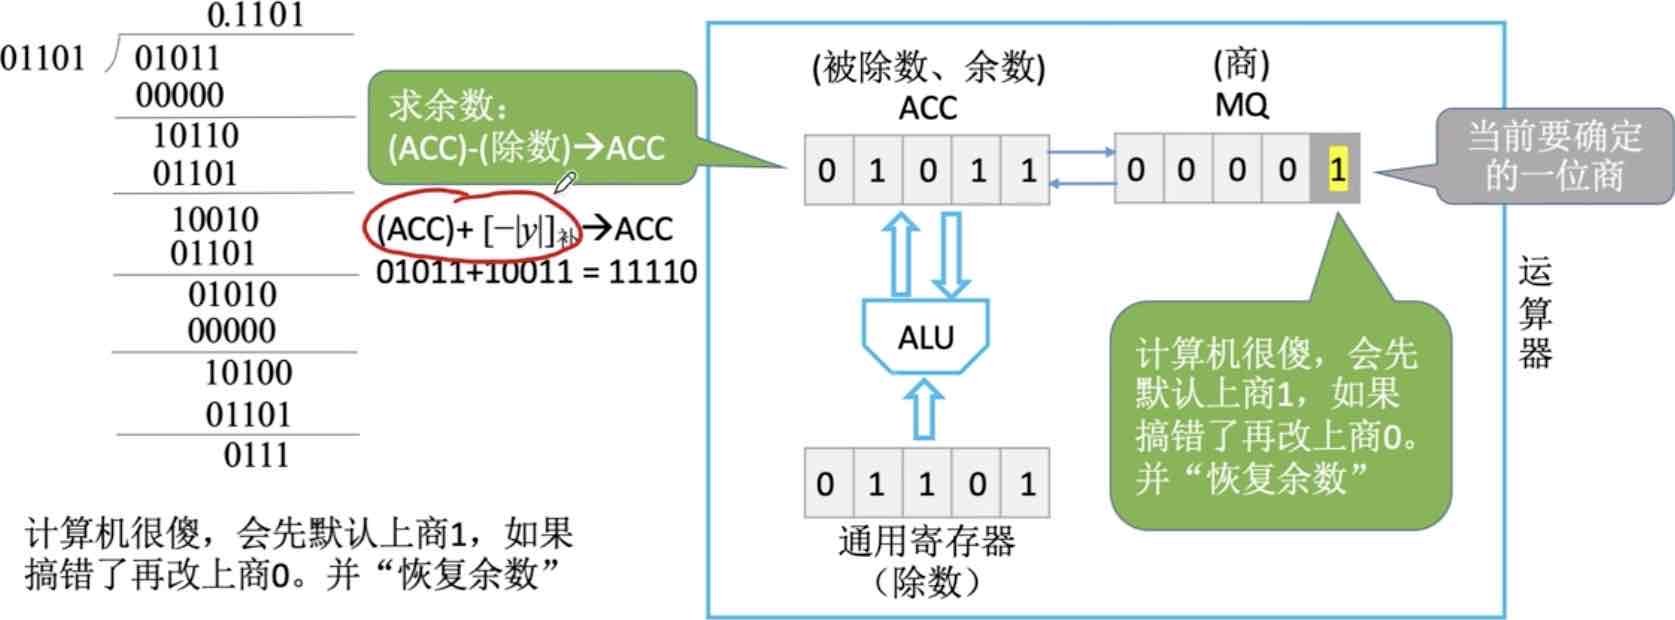 0.1101
01101
01011
00000
10110
01101
10010
01101
01010
00000
10100
01101
0111
计算机很傻，会先默认上商1，如果
搞错了再改上商0。并“恢复余数”
求余数：
(ACC)-(除数)→ACC
(ACC)+ [−|y|]补→ACC
01011+10011 = 11110
(被除数、余数)
ACC
0 1 0 1 1
(商)
MQ
0 0 0 0 1
当前要确定
的一位商
ALU
0 1 1 0 1
通用寄存器
（除数）
计算机很傻，会先
默认上商1，如果
搞错了再改上商0。
并“恢复余数”
运
算
器